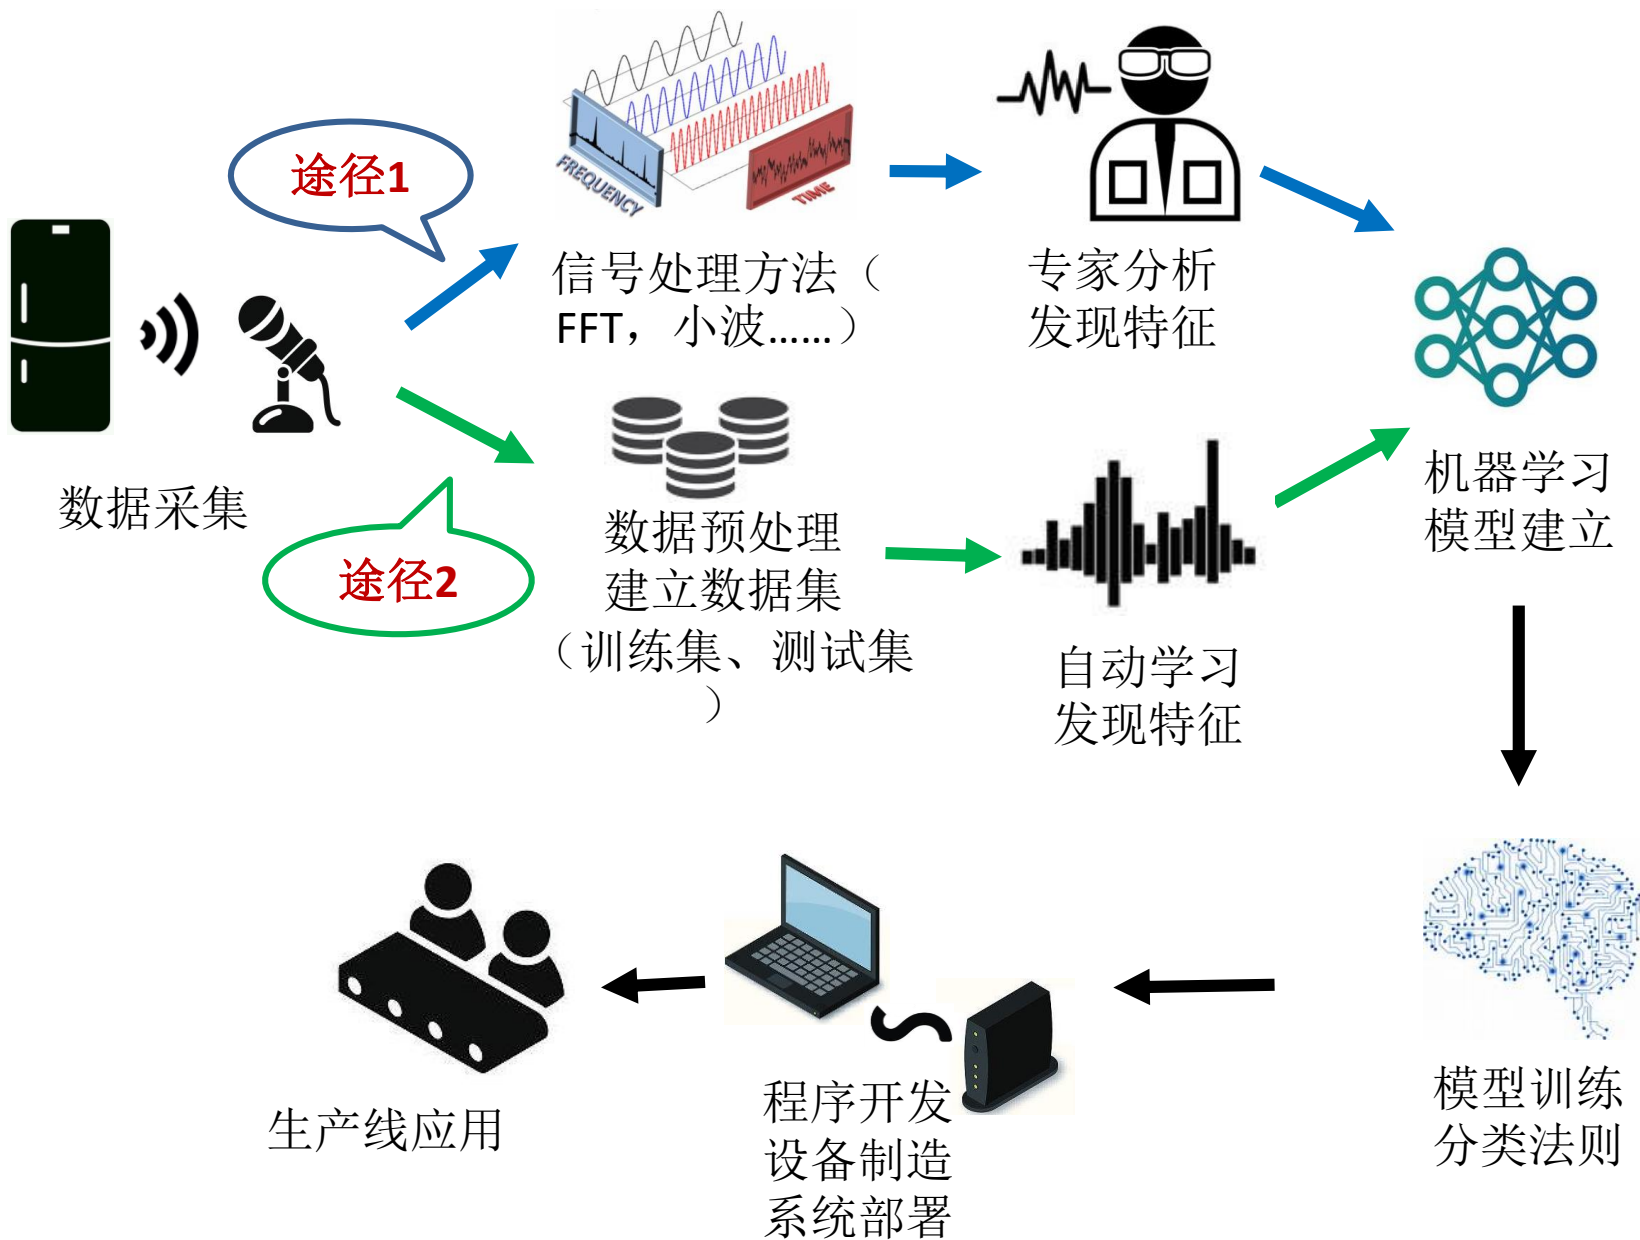 途径1
FREQUENCY
TIME
信号处理方法（
FFT，小波……）
专家分析
发现特征
数据采集
途径2
数据预处理
建立数据集
（训练集、测试集
）
自动学习
发现特征
机器学习
模型建立
模型训练
分类法则
程序开发
设备制造
系统部署
生产线应用